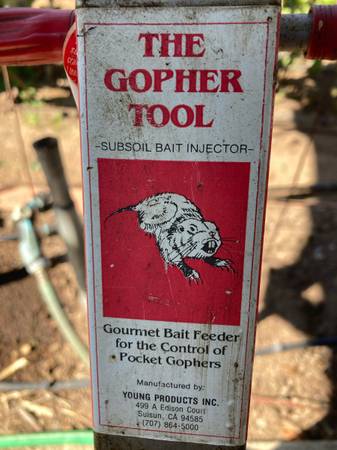 THE
GOPHER
TOOL
-SUBSOIL BAIT INJECTOR-
Gourmet Bait Feeder
for the Control of
Pocket Gophers
Manufactured by:
YOUNG PRODUCTS INC.
499 A Edison Court
Suisun, CA 94585
(707) 864-5000